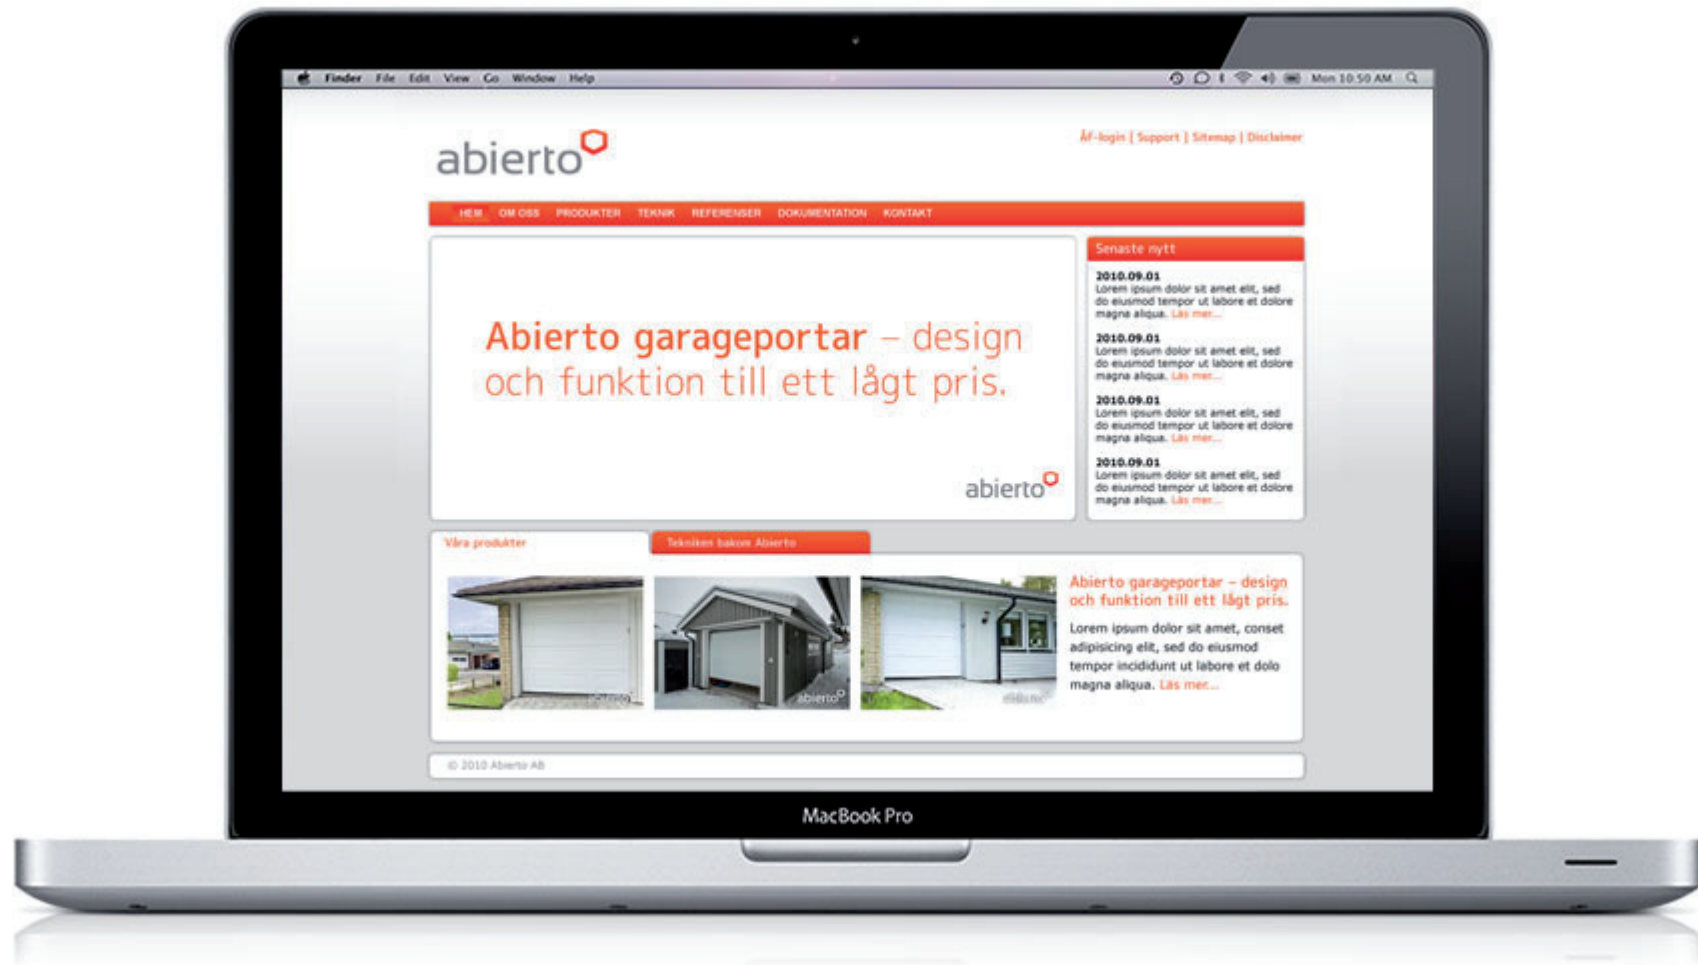 Finder File Edit View Go Window Help
Mon 10:50 AM
abierto
ÅF-login | Support | Sitemap | Disclaimer
HEM OM OSS PRODUKTER TEKNIK REFERENSER DOKUMENTATION KONTAKT
Abierto garageportar – design
och funktion till ett lågt pris.
abierto
Senaste nytt
2010.09.01
Lorem ipsum dolor sit amet elit, sed
do eiusmod tempor ut labore et dolore
magna aliqua. Läs mer...
2010.09.01
Lorem ipsum dolor sit amet elit, sed
do eiusmod tempor ut labore et dolore
magna aliqua. Läs mer...
2010.09.01
Lorem ipsum dolor sit amet elit, sed
do eiusmod tempor ut labore et dolore
magna aliqua. Läs mer...
2010.09.01
Lorem ipsum dolor sit amet elit, sed
do eiusmod tempor ut labore et dolore
magna aliqua. Läs mer...
Våra produkter
Tekniken bakom Abierto
abierto
abierto
abierto
Abierto garageportar – design
och funktion till ett lågt pris.
Lorem ipsum dolor sit amet, conset
adipisicing elit, sed do eiusmod
tempor incididunt ut labore et dolo
magna aliqua. Läs mer...
© 2010 Abierto AB
MacBook Pro